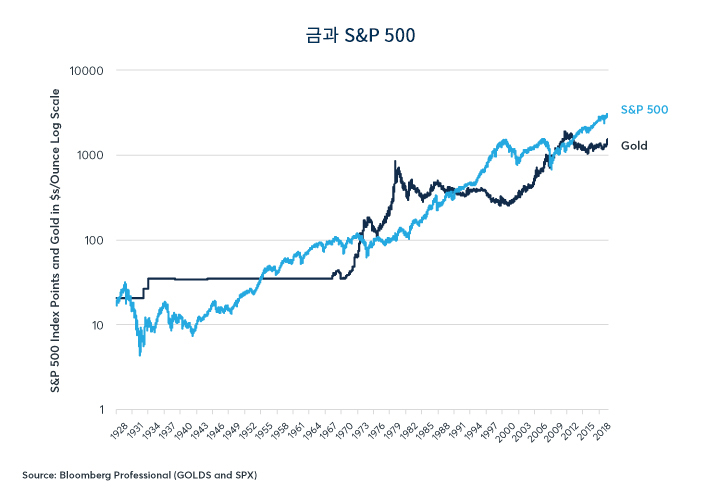 금과 S&P 500
S&P 500 Index Points and Gold in $s/Ounce Log Scale
10000
1000
100
10
1
S&P 500
Gold
1928 1931 1934 1937 1940 1943 1946 1949 1952 1955 1958 1961 1964 1967 1970 1973 1976 1979 1982 1985 1988 1991 1994 1997 2000 2003 2006 2009 2012 2015 2018
Source: Bloomberg Professional (GOLDS and SPX)